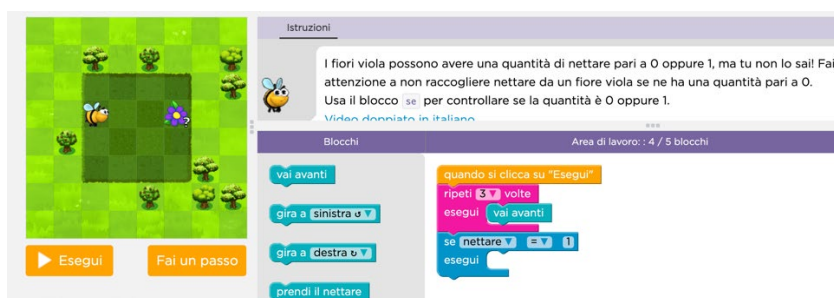 Istruzioni
I fiori viola possono avere una quantità di nettare pari a 0 oppure 1, ma tu non lo sai! Fai
attenzione a non raccogliere nettare da un fiore viola se ne ha una quantità pari a 0.
Usa il blocco se per controllare se la quantità è 0 oppure 1.
Video doppiato in italiano
?
Blocchi
Area di lavoro: : 4 / 5 blocchi
vai avanti
gira a sinistra ↺ ▼
gira a destra ↻ ▼
prendi il nettare
quando si clicca su "Esegui"
ripeti 3 ▼ volte
esegui vai avanti
se nettare ▼ = ▼ 1
esegui
Esegui
Fai un passo